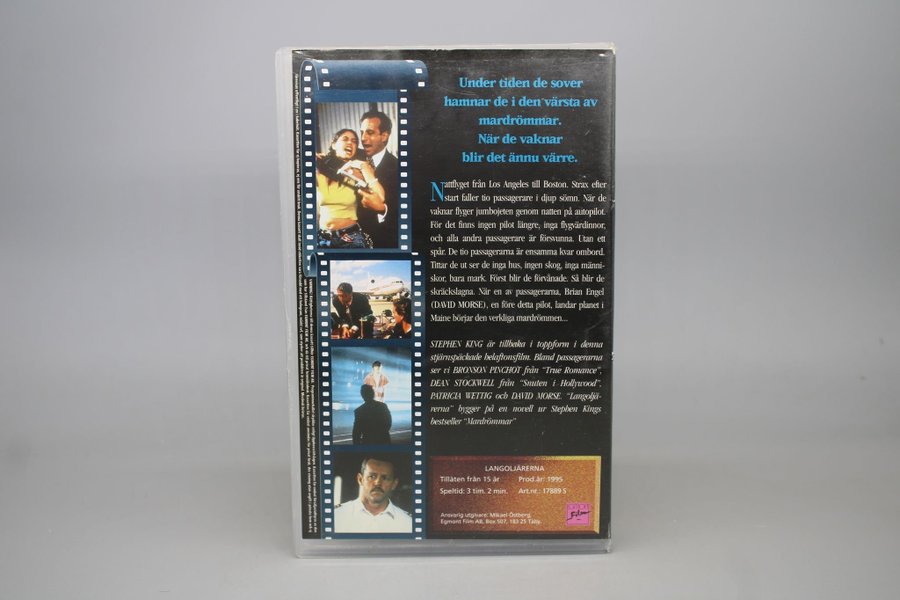 Under tiden de sover
hamnar de i den värsta av
mardrömmar.
När de vaknar
blir det ännu värre.
Nattflyget från Los Angeles till Boston. Strax efter
start faller tio passagerare i djup sömn. När de
vaknar flyger jumbojeten genom natten på autopilot.
För det finns ingen pilot längre, inga flygvärdinnor,
och alla andra passagerare är försvunna. Utan ett
spår. De tio passagerarna är ensamma kvar ombord.
Tittar de ut ser de inga hus, ingen skog, inga männi-
skor, bara mark. Först blir de förvånade. Så blir de
skräckslagna. När en av passagerarna, Brian Engel
(DAVID MORSE), en före detta pilot, landar planet i
Maine börjar den verkliga mardrömmen...
STEPHEN KING är tillbaka i toppform i denna
stjärnspäckade helaftonsfilm. Bland passagerarna
ser vi BRONSON PINCHOT från "True Romance",
DEAN STOCKWELL från "Snuten i Hollywood",
PATRICIA WETTIG och DAVID MORSE. "Langoljä-
rerna" bygger på en novell ur Stephen Kings
bestseller "Mardrömmar"
LANGOLJÄRERNA
Tillåten från 15 år Prod.år: 1995
Speltid: 3 tim. 2 min. Art.nr.: 17889 S
Ansvarig utgivare: Mikael Östberg,
Egmont Film AB, Box 507, 183 25 Täby.